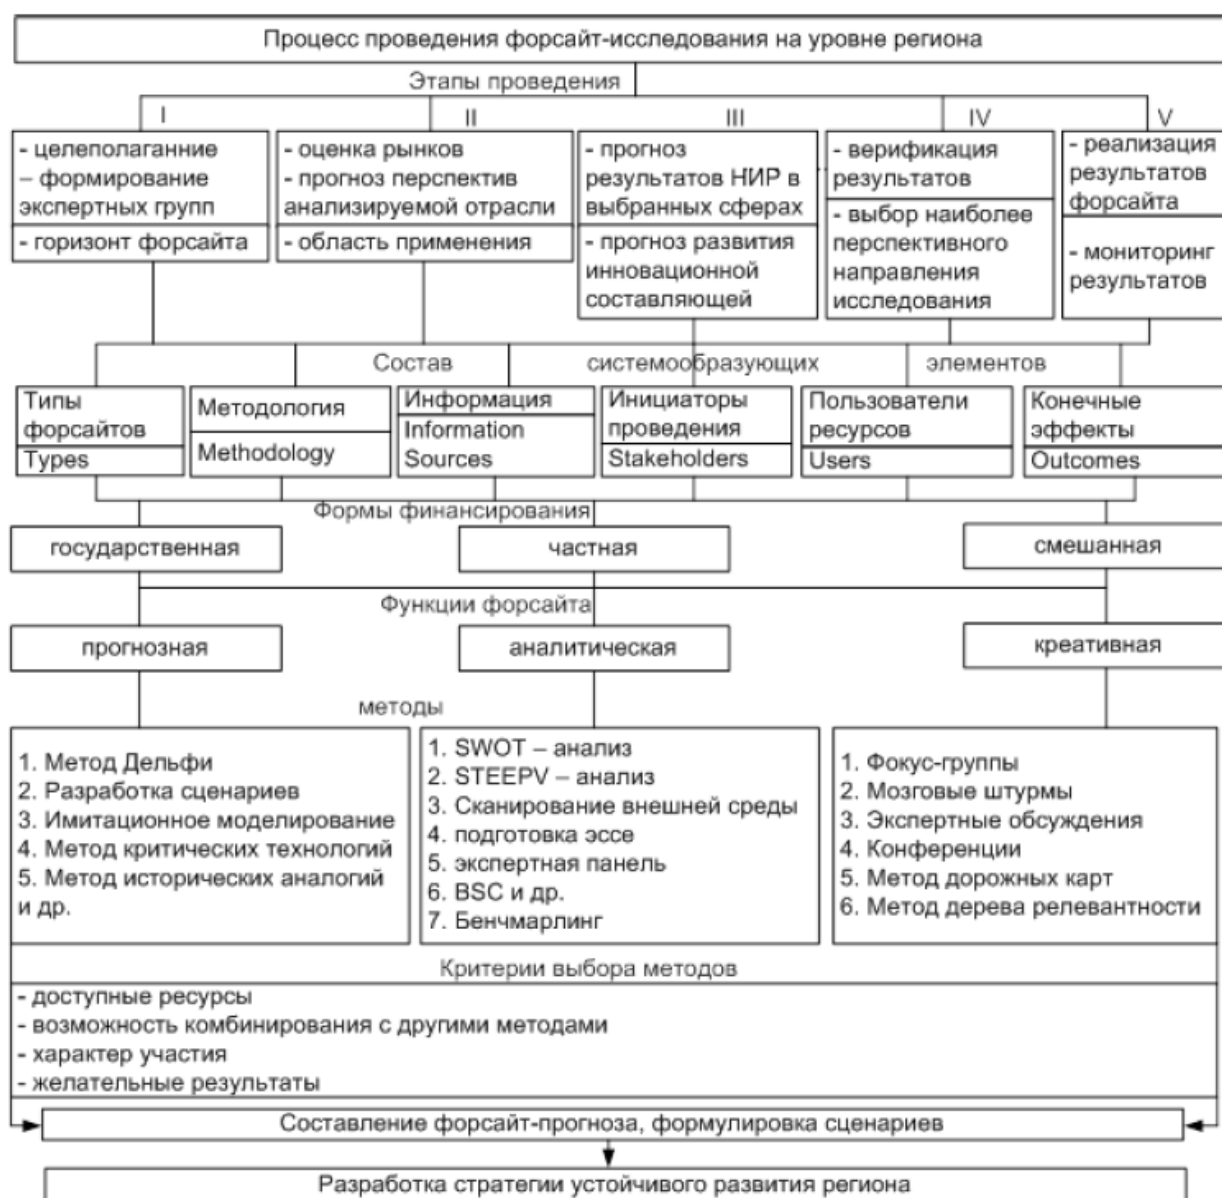 Процесс проведения форсайт-исследования на уровне региона
Этапы проведения
I
II
III
IV
V
- целеполаганние
– формирование
экспертных групп
- горизонт форсайта
- оценка рынков
- прогноз перспектив
анализируемой отрасли
- область применения
- прогноз
результатов НИР в
выбранных сферах
- прогноз развития
инновационной
составляющей
- верификация
результатов
- выбор наиболее
перспективного
направления
исследования
- реализация
результатов
форсайта
- мониторинг
результатов
Состав системообразующих элементов
Типы
форсайтов
Types
Методология
Methodology
Информация
Information
Sources
Инициаторы
проведения
Stakeholders
Пользователи
ресурсов
Users
Конечные
эффекты
Outcomes
Формы финансирования
государственная
частная
смешанная
Функции форсайта
прогнозная
аналитическая
креативная
методы
1. Метод Дельфи
2. Разработка сценариев
3. Имитационное моделирование
4. Метод критических технологий
5. Метод исторических аналогий
и др.
1. SWOT – анализ
2. STEEPV – анализ
3. Сканирование внешней среды
4. подготовка эссе
5. экспертная панель
6. BSC и др.
7. Бенчмарлинг
1. Фокус-группы
2. Мозговые штурмы
3. Экспертные обсуждения
4. Конференции
5. Метод дорожных карт
6. Метод дерева релевантности
Критерии выбора методов
- доступные ресурсы
- возможность комбинирования с другими методами
- характер участия
- желательные результаты
Составление форсайт-прогноза, формулировка сценариев
Разработка стратегии устойчивого развития региона